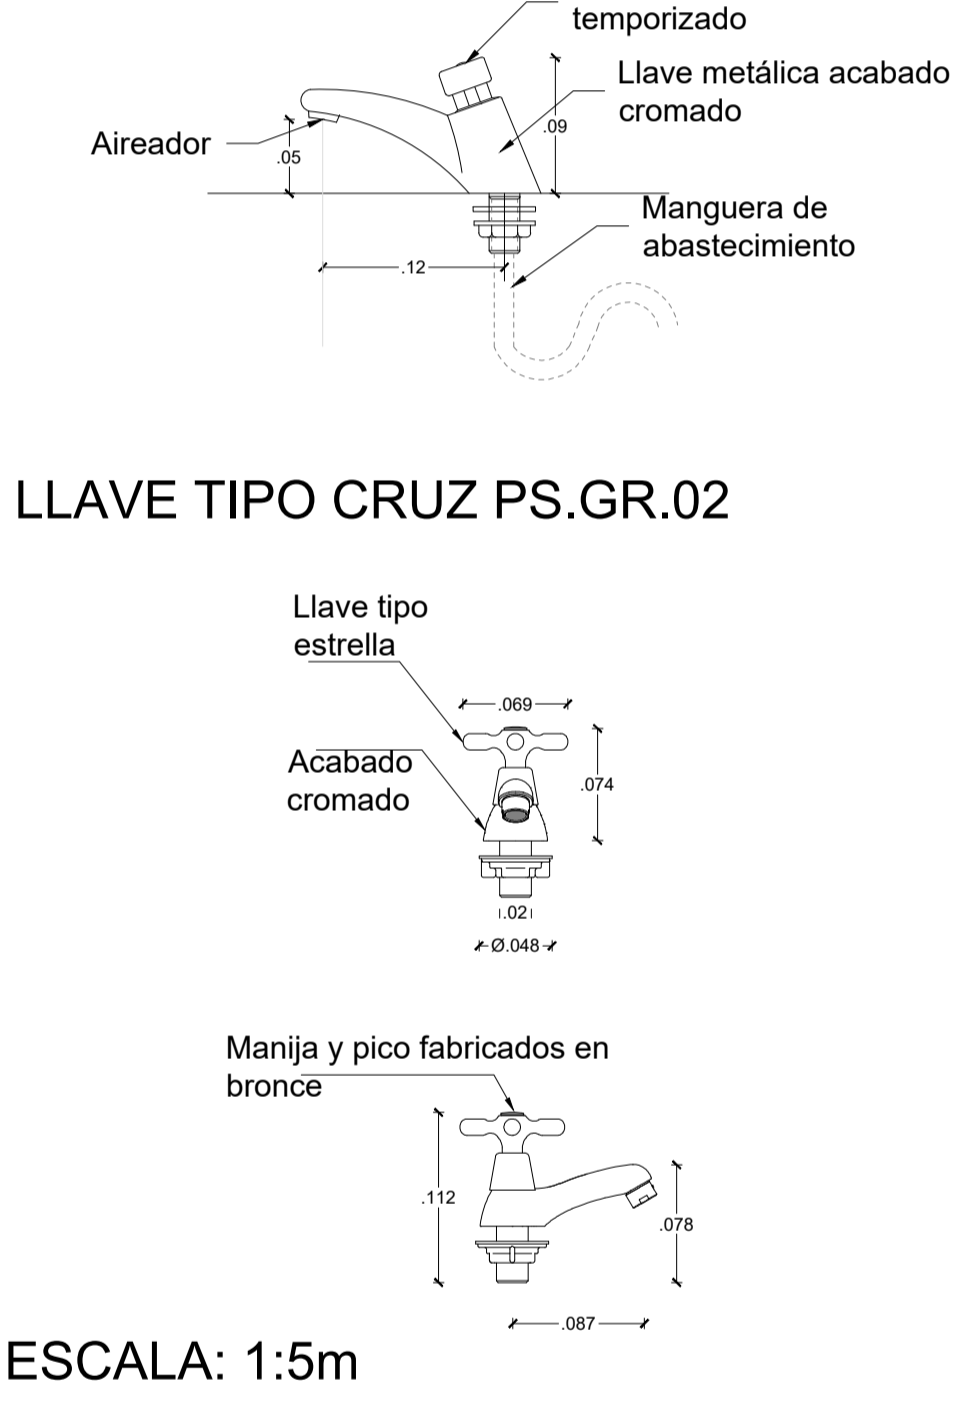 temporizado
Llave metálica acabado
cromado
.09
Aireador
.05
Manguera de
abastecimiento
.12
LLAVE TIPO CRUZ PS.GR.02
Llave tipo
estrella
.069
Acabado
cromado
.074
.02
Ø.048
Manija y pico fabricados en
bronce
.112
.078
.087
ESCALA: 1:5m